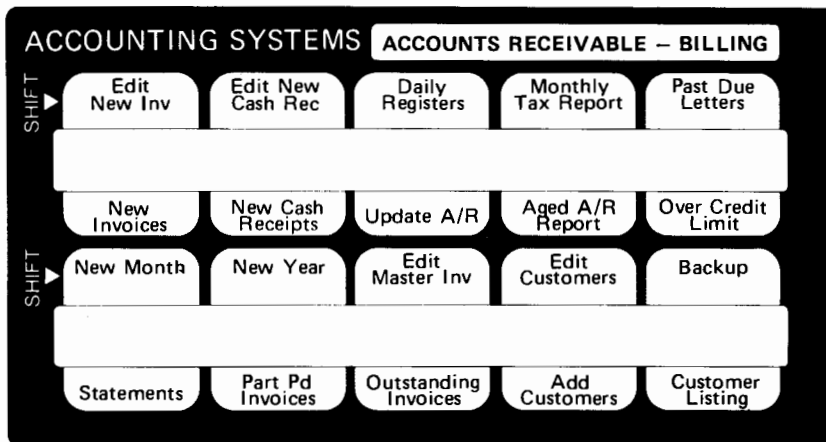 ACCOUNTING SYSTEMS ACCOUNTS RECEIVABLE – BILLING
SHIFT
Edit
New Inv
Edit New
Cash Rec
Daily
Registers
Monthly
Tax Report
Past Due
Letters
New
Invoices
New Cash
Receipts
Update A/R
Aged A/R
Report
Over Credit
Limit
SHIFT
New Month
New Year
Edit
Master Inv
Edit
Customers
Backup
Statements
Part Pd
Invoices
Outstanding
Invoices
Add
Customers
Customer
Listing